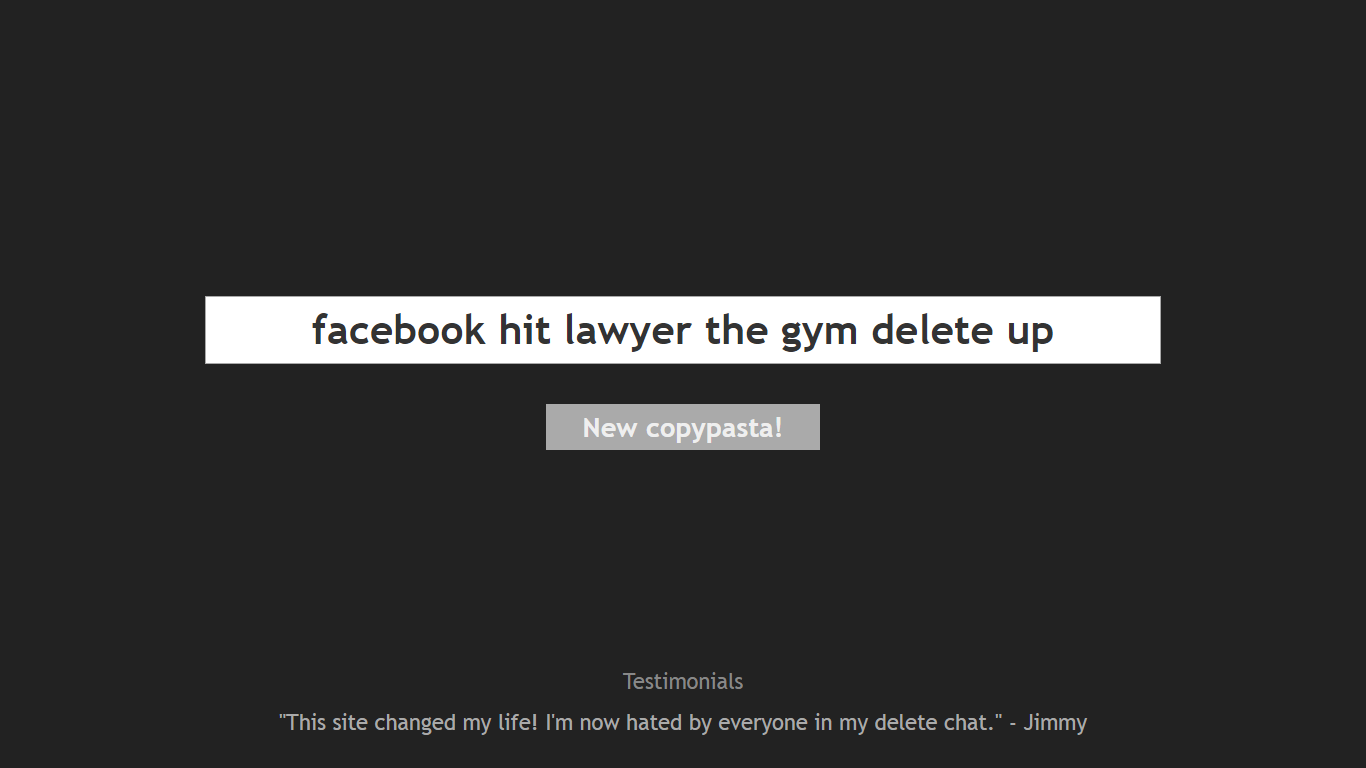 facebook hit lawyer the gym delete up
New copypasta!
Testimonials
"This site changed my life! I'm now hated by everyone in my delete chat." - Jimmy